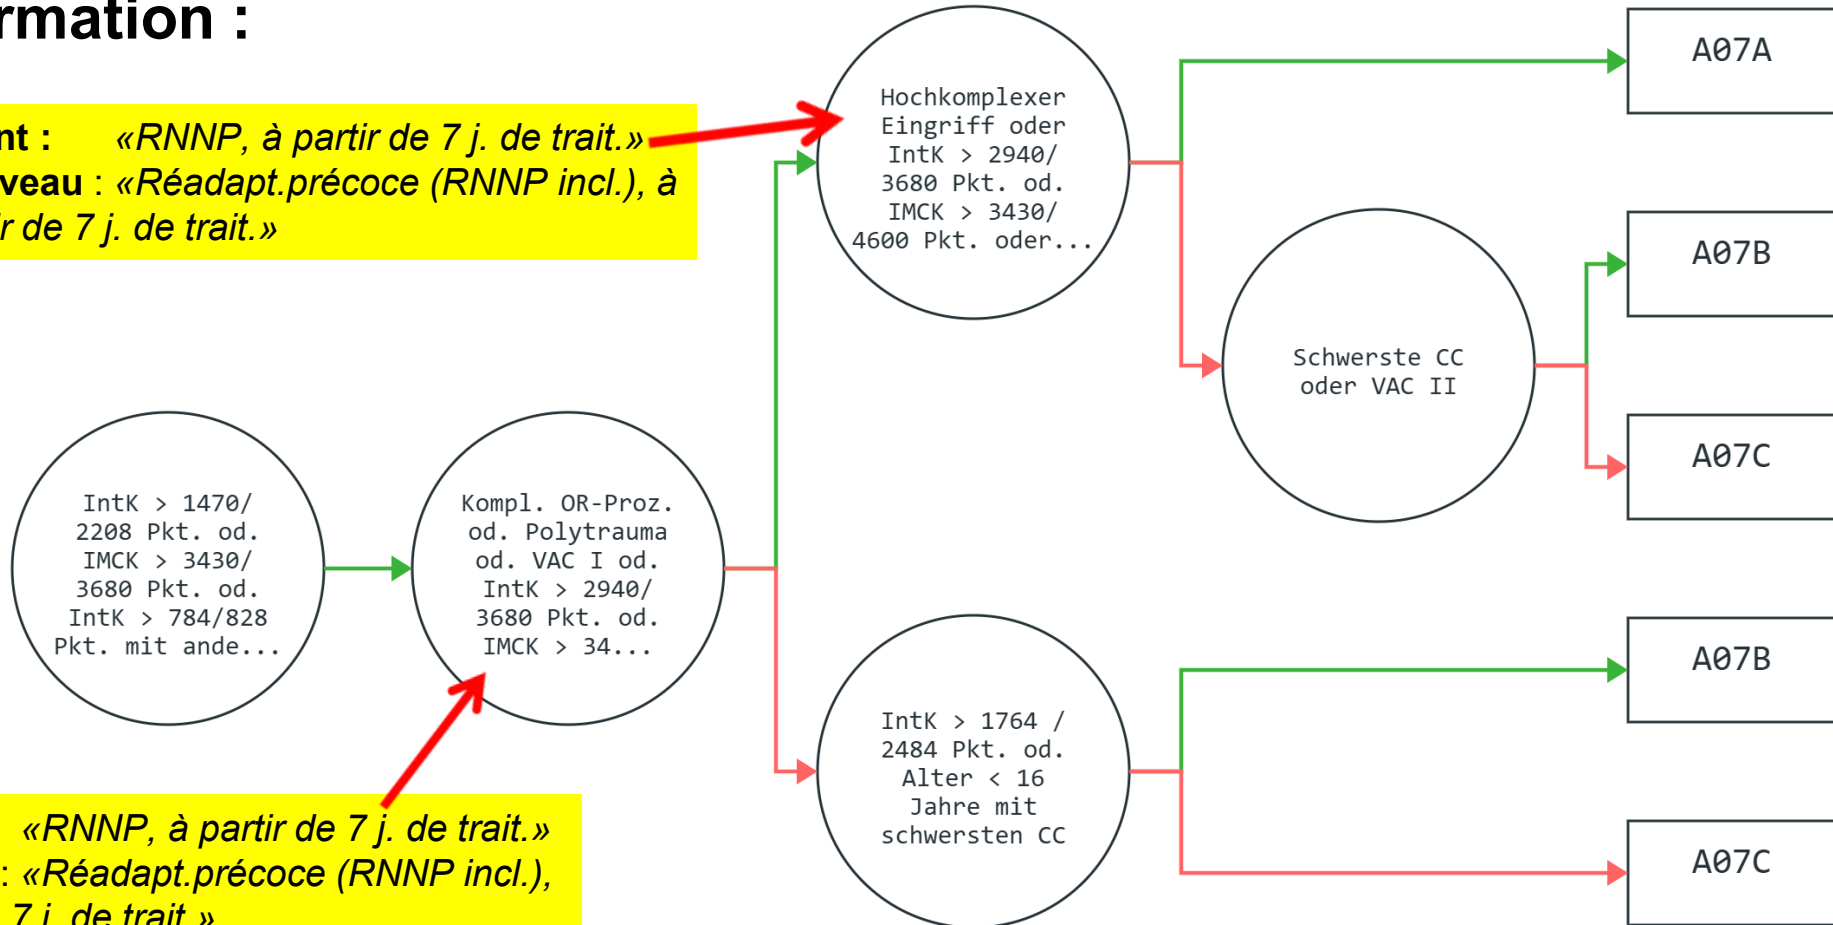 rmation :
nt : «RNNP, à partir de 7 j. de trait.»
veau : «Réadapt.précoce (RNNP incl.), à
r de 7 j. de trait.»
Hochkomplexer
Eingriff oder
IntK > 2940/
3680 Pkt. od.
IMCK > 3430/
4600 Pkt. oder...
A07A
A07B
Schwerste CC
oder VAC II
A07C
IntK > 1470/
2208 Pkt. od.
IMCK > 3430/
3680 Pkt. od.
IntK > 784/828
Pkt. mit ande...
Kompl. OR-Proz.
od. Polytrauma
od. VAC I od.
IntK > 2940/
3680 Pkt. od.
IMCK > 34...
IntK > 1764 /
2484 Pkt. od.
Alter < 16
Jahre mit
schwersten CC
A07B
A07C
«RNNP, à partir de 7 j. de trait.»
: «Réadapt.précoce (RNNP incl.),
7 j. de trait.»